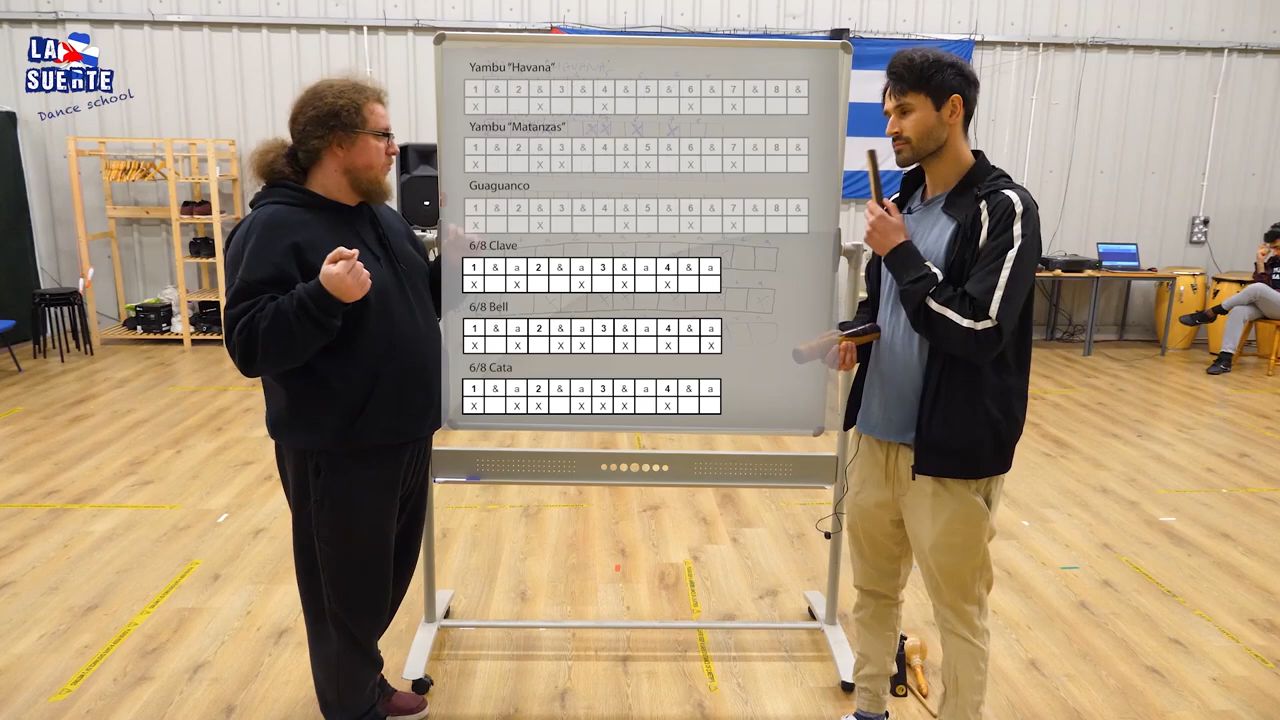 LA
SUERTE
Dance school
Yambu "Havana"
1 & 2 & 3 & 4 & 5 & 6 & 7 & 8 &
X X X X X
Yambu "Matanzas"
1 & 2 & 3 & 4 & 5 & 6 & 7 & 8 &
X X X X X X X
Guaguanco
1 & 2 & 3 & 4 & 5 & 6 & 7 & 8 &
X X X X X
6/8 Clave
1 & a 2 & a 3 & a 4 & a
X X X X X
6/8 Bell
1 & a 2 & a 3 & a 4 & a
X X X X X X X
6/8 Cata
1 & a 2 & a 3 & a 4 & a
X X X X X X X